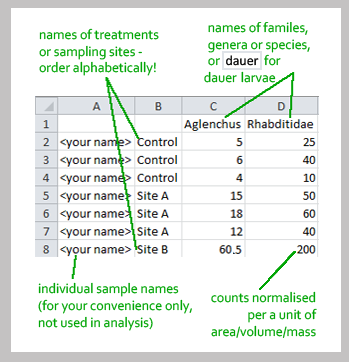 names of treatments
or sampling sites -
order alphabetically!
names of familes,
genera or species,
or dauer for
dauer larvae
A B C D
1 Aglenchus Rhabditidae
2 <your name> Control 5 25
3 <your name> Control 6 40
4 <your name> Control 4 10
5 <your name> Site A 15 50
6 <your name> Site A 18 60
7 <your name> Site A 12 40
8 <your name> Site B 60.5 200
individual sample names
(for your convenience only,
not used in analysis)
counts normalised
per a unit of
area/volume/mass